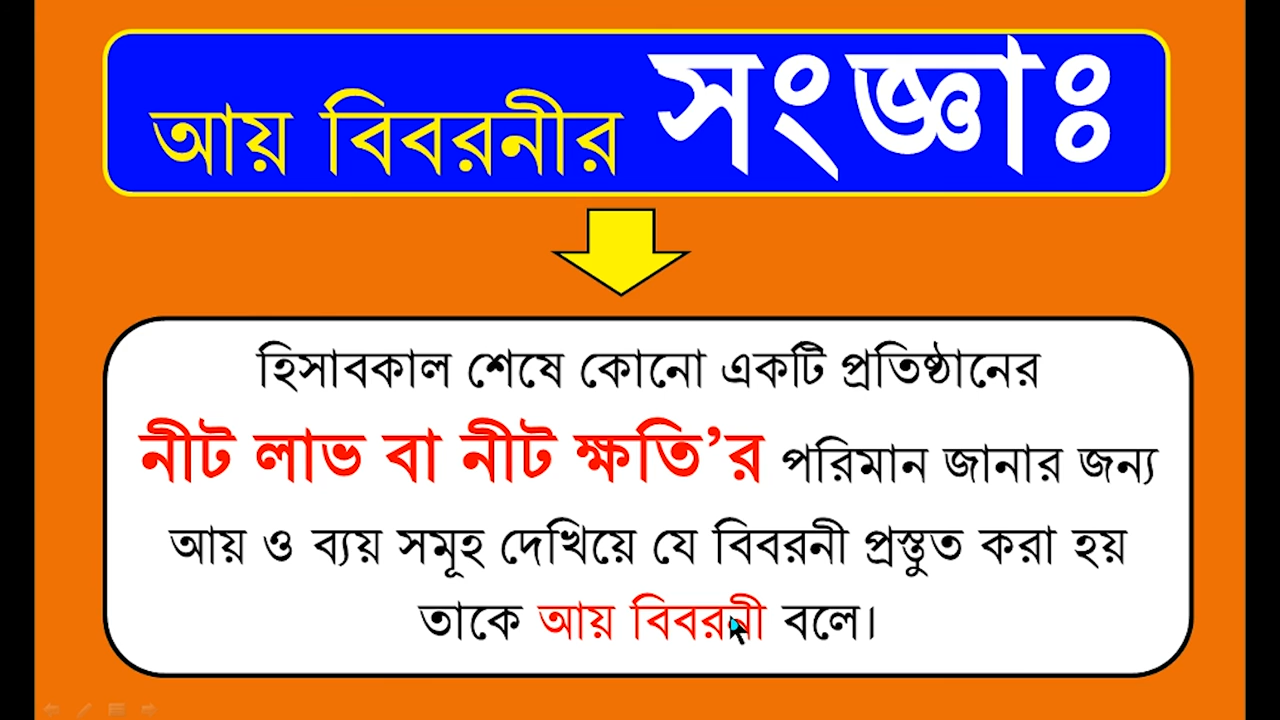 আয় বিবরনীর সংজ্ঞাঃ
হিসাবকাল শেষে কোনো একটি প্রতিষ্ঠানের
নীট লাভ বা নীট ক্ষতি’র পরিমান জানার জন্য
আয় ও ব্যয় সমূহ দেখিয়ে যে বিবরনী প্রস্তুত করা হয়
তাকে আয় বিবরনী বলে।